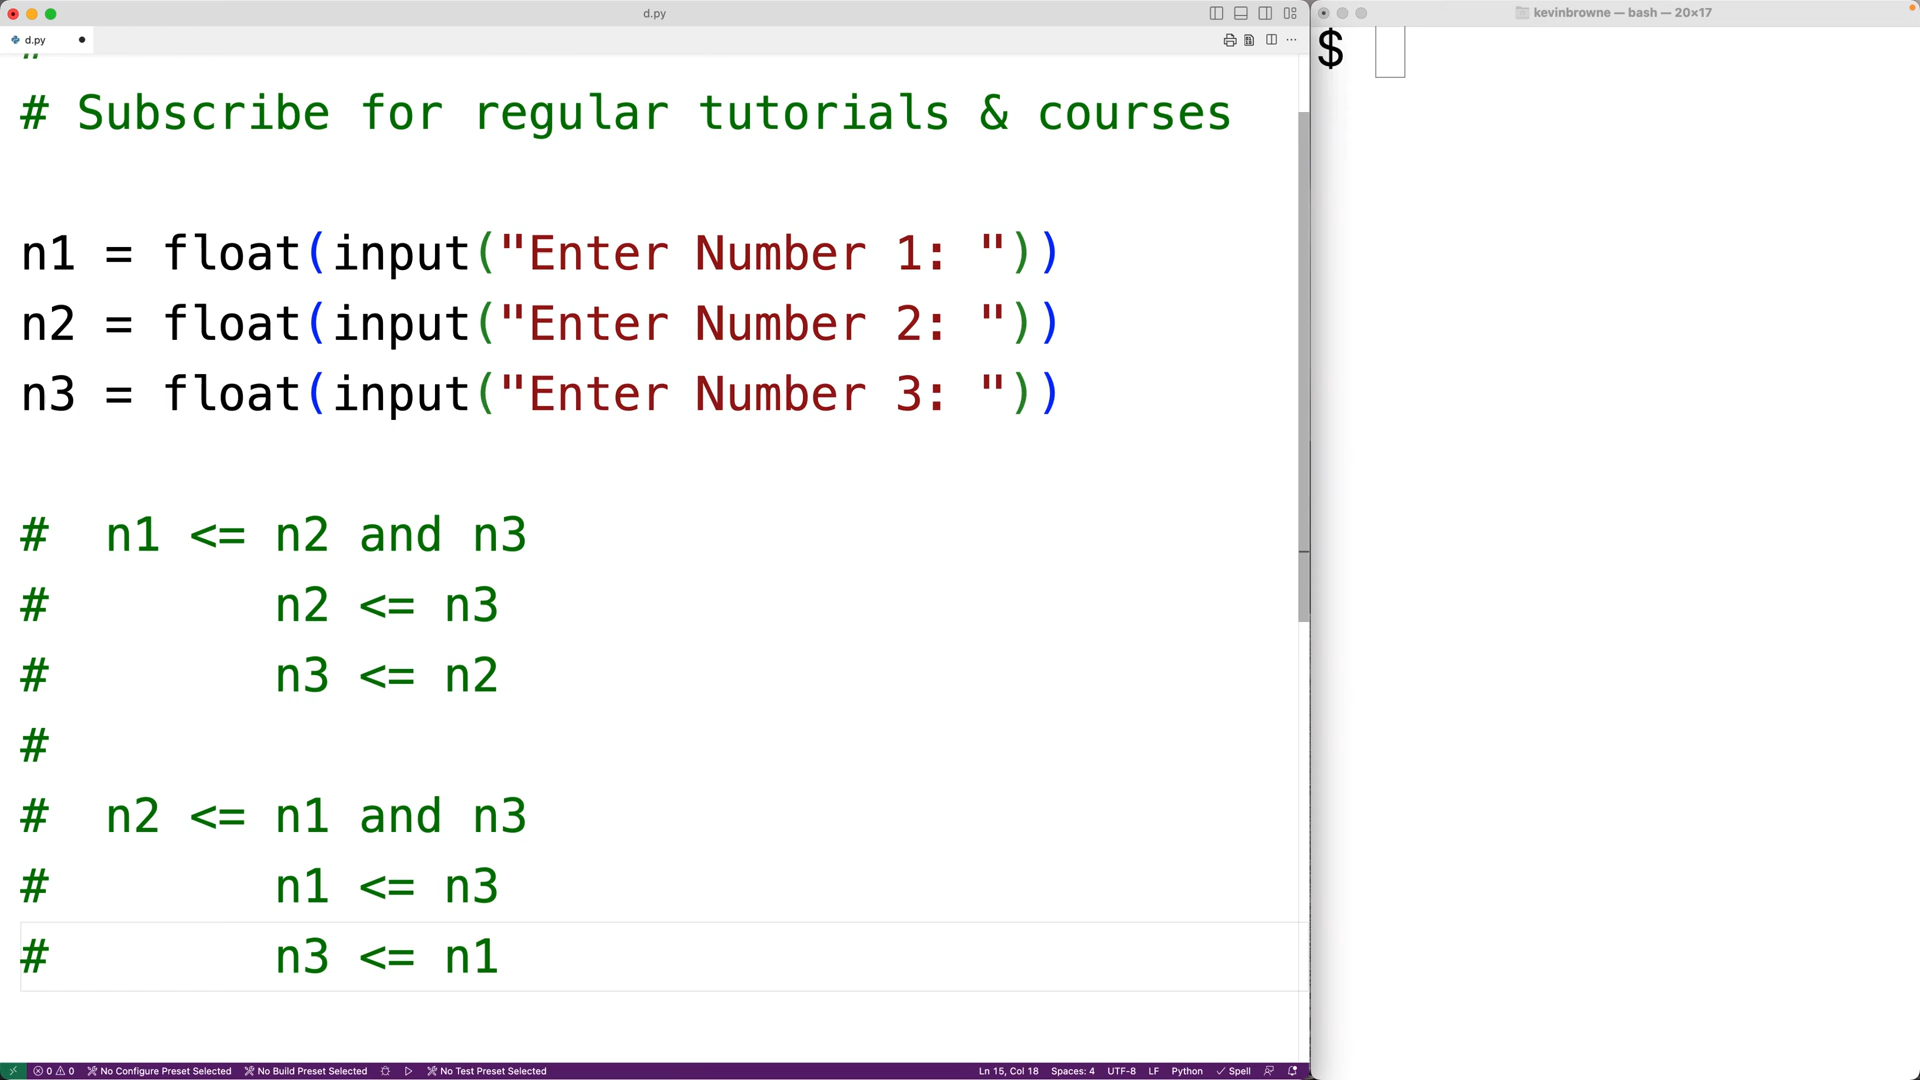 d.py
kevinbrowne — bash — 20×17
d.py
#
# Subscribe for regular tutorials & courses
n1 = float(input("Enter Number 1: "))
n2 = float(input("Enter Number 2: "))
n3 = float(input("Enter Number 3: "))
#  n1 <= n2 and n3
#        n2 <= n3
#        n3 <= n2
#
#  n2 <= n1 and n3
#        n1 <= n3
#        n3 <= n1
$
0 0 No Configure Preset Selected No Build Preset Selected No Test Preset Selected Ln 15, Col 18 Spaces: 4 UTF-8 LF Python Spell